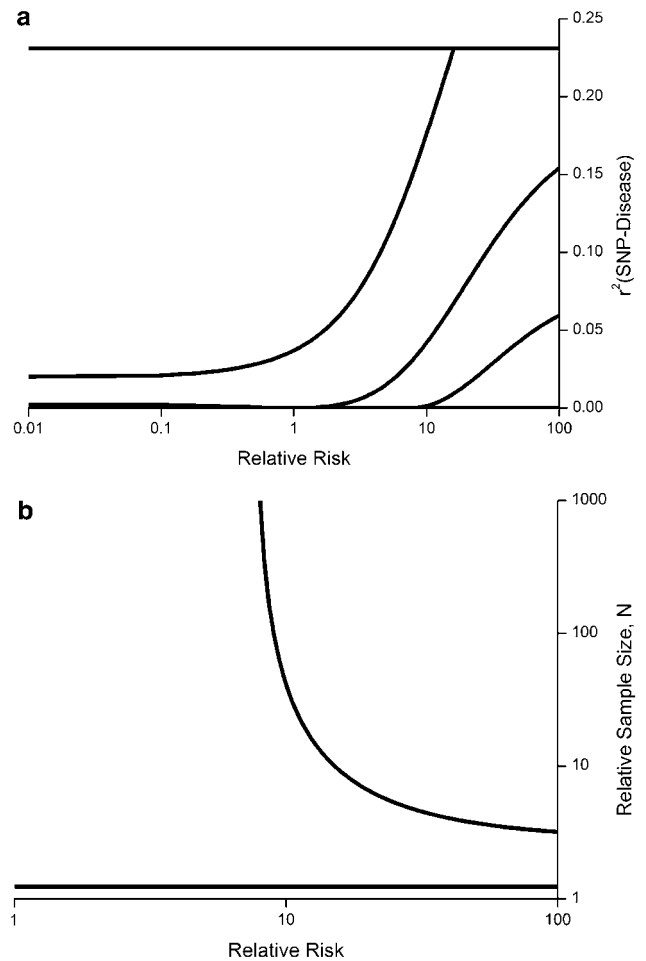 a
0.25
0.20
0.15
0.10
0.05
0.00
r²(SNP-Disease)
0.01 0.1 1 10 100
Relative Risk
b
1000
100
10
1
Relative Sample Size, N
1 10 100
Relative Risk